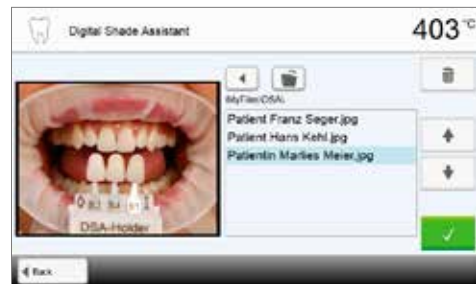 Digital Shade Assistant
403 °C
MyFiles\DSA\
Patient Franz Seger.jpg
Patient Hans Kehl.jpg
Patientin Marlies Meier.jpg
DSA-Holder
Back